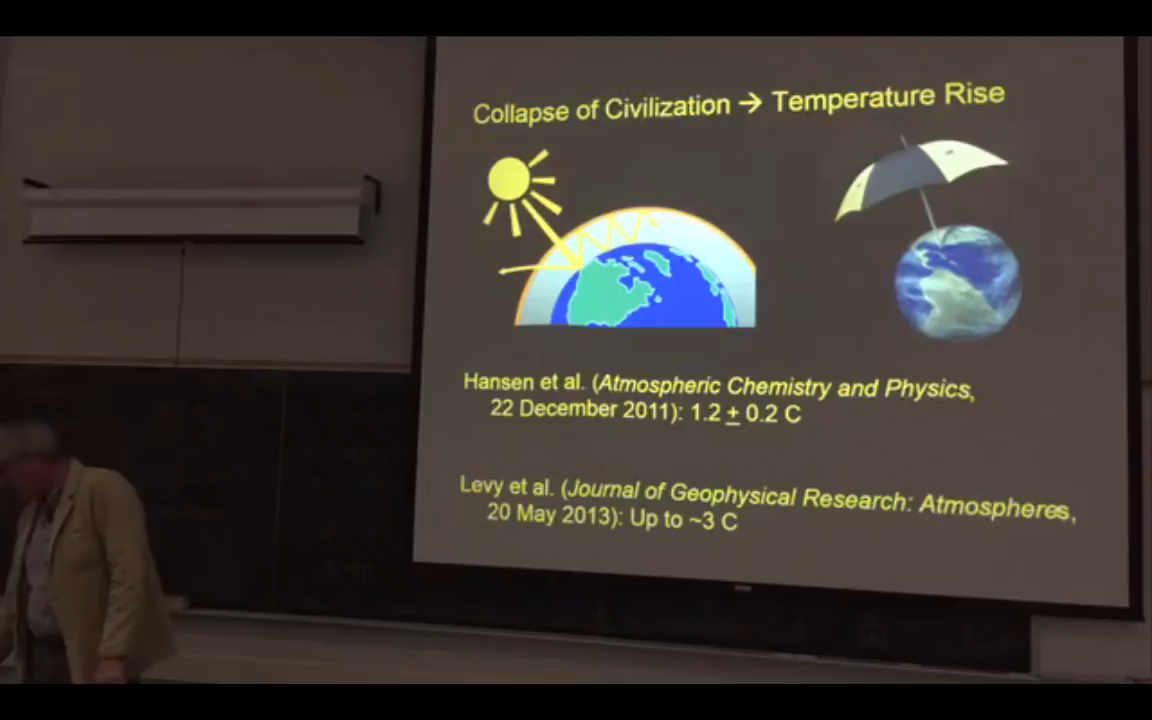 Collapse of Civilization → Temperature Rise
Hansen et al. (Atmospheric Chemistry and Physics,
22 December 2011): 1.2 ± 0.2 C
Levy et al. (Journal of Geophysical Research: Atmospheres,
20 May 2013): Up to ~3 C